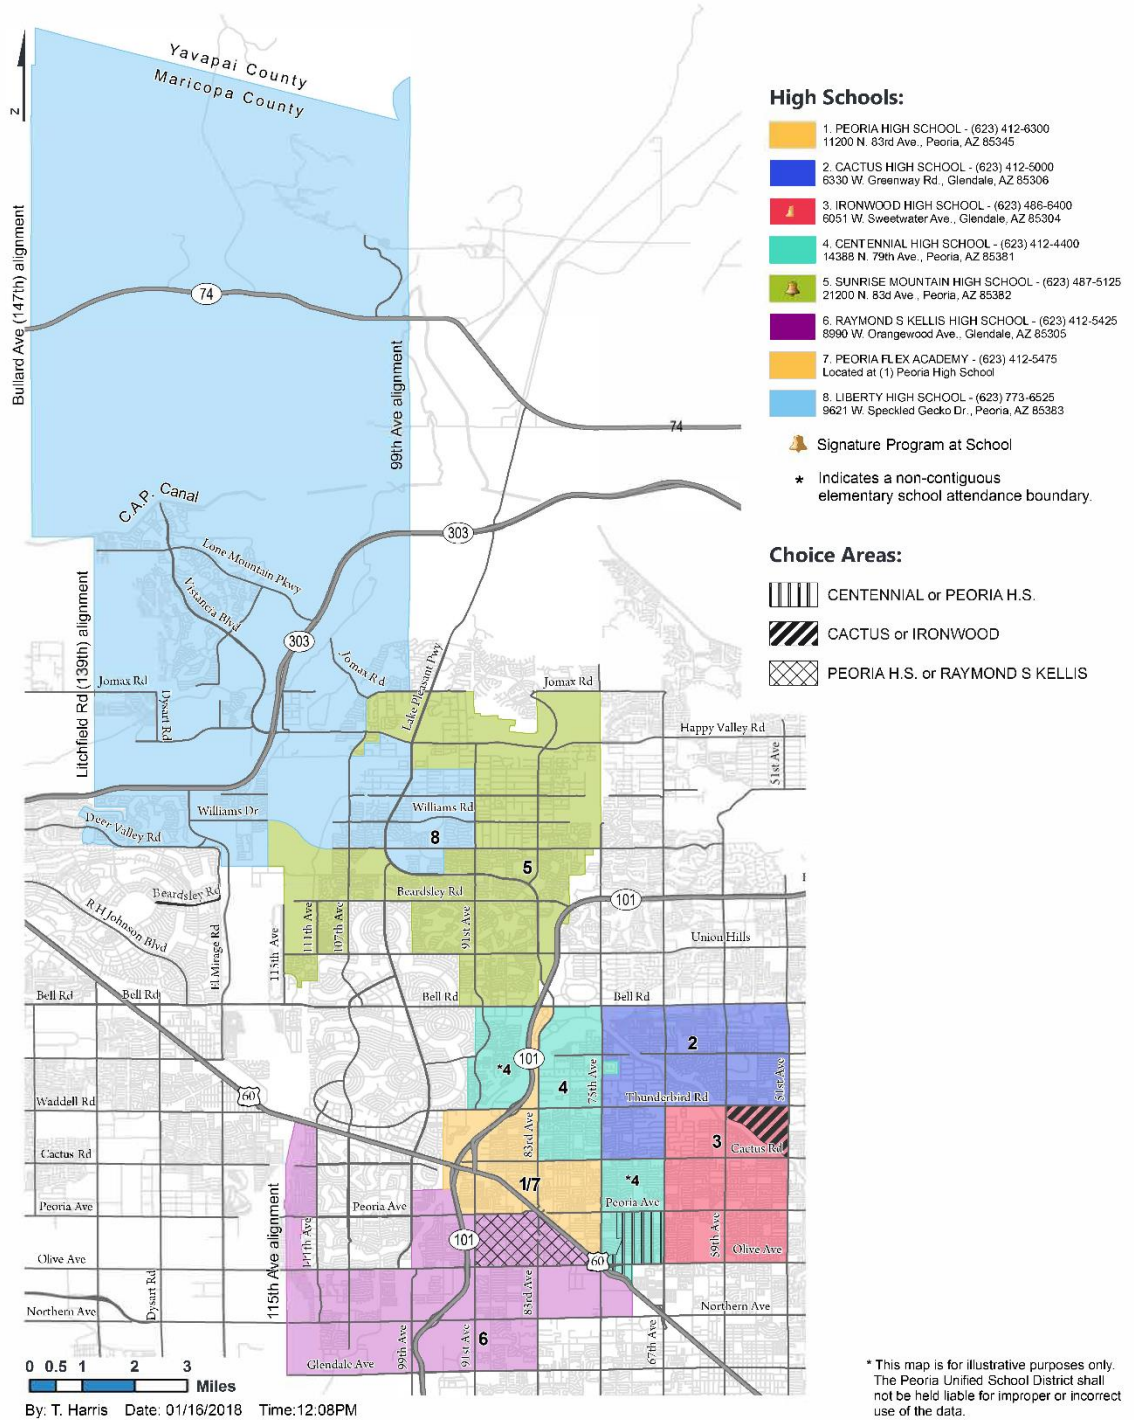 Yavapai County
Maricopa County
N
Bullard Ave (147th) alignment
74
99th Ave alignment
74
C.A.P. Canal
303
Lone Mountain Pkwy
Vistancia Blvd
303
Litchfield Rd (139th) alignment
Jomax Rd
Dysart Rd
Jomax Rd
Lake Pleasant Pwy
Jomax Rd
Happy Valley Rd
51st Ave
Williams Dr
Williams Rd
Deer Valley Rd
8
5
Beardsley Rd
Beardsley Rd
101
R H Johnson Blvd
El Mirage Rd
115th Ave
111th Ave
107th Ave
91st Ave
Union Hills
Bell Rd
Bell Rd
Bell Rd
Bell Rd
2
101
*4
4
75th Ave
51st Ave
60
Waddell Rd
Thunderbird Rd
83rd Ave
3
Cactus Rd
Cactus Rd
1/7
*4
Peoria Ave
Peoria Ave
Peoria Ave
115th Ave alignment
111th Ave
101
59th Ave
Olive Ave
Olive Ave
60
Dysart Rd
83rd Ave
Northern Ave
Northern Ave
99th Ave
91st Ave
6
67th Ave
Glendale Ave
0 0.5 1 2 3
Miles
By: T. Harris Date: 01/16/2018 Time:12:08PM
High Schools:
1. PEORIA HIGH SCHOOL - (623) 412-6300
11200 N. 83rd Ave., Peoria, AZ 85345
2. CACTUS HIGH SCHOOL - (623) 412-5000
6330 W. Greenway Rd., Glendale, AZ 85306
3. IRONWOOD HIGH SCHOOL - (623) 486-6400
6051 W. Sweetwater Ave., Glendale, AZ 85304
4. CENTENNIAL HIGH SCHOOL - (623) 412-4400
14388 N. 79th Ave., Peoria, AZ 85381
5. SUNRISE MOUNTAIN HIGH SCHOOL - (623) 487-5125
21200 N. 83d Ave., Peoria, AZ 85382
6. RAYMOND S KELLIS HIGH SCHOOL - (623) 412-5425
8990 W. Orangewood Ave., Glendale, AZ 85305
7. PEORIA FLEX ACADEMY - (623) 412-5475
Located at (1) Peoria High School
8. LIBERTY HIGH SCHOOL - (623) 773-6525
9621 W. Speckled Gecko Dr., Peoria, AZ 85383
Signature Program at School
* Indicates a non-contiguous
elementary school attendance boundary.
Choice Areas:
CENTENNIAL or PEORIA H.S.
CACTUS or IRONWOOD
PEORIA H.S. or RAYMOND S KELLIS
* This map is for illustrative purposes only.
The Peoria Unified School District shall
not be held liable for improper or incorrect
use of the data.